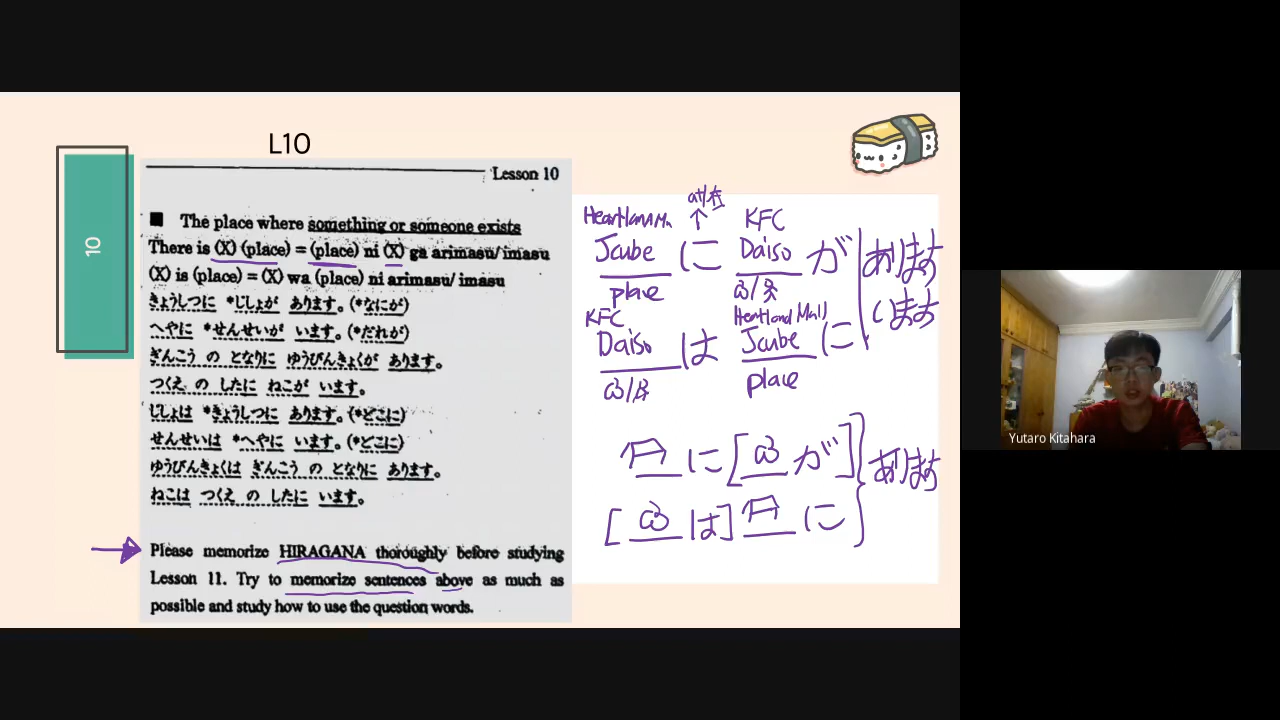 L10
10
Lesson 10
■ The place where something or someone exists
There is (X) (place) = (place) ni (X) ga arimasu/imasu
(X) is (place) = (X) wa (place) ni arimasu/ imasu
きょうしつに *じしょが あります。(*なにが)
へやに *せんせいが います。(*だれが)
ぎんこう の となりに ゆうびんきょくが あります。
つくえ の したに ねこが います。
じしょは *きょうしつに あります。(*どこに)
せんせいは *へやに います。(*どこに)
ゆうびんきょくは ぎんこう の となりに あります。
ねこは つくえ の したに います。
Please memorize HIRAGANA thoroughly before studying
Lesson 11. Try to memorize sentences above as much as
possible and study how to use the question words.
at/在
KFC
Jcube に Daiso が あります
place
います
KFC Heartland Mall
Daiso は Jcube に
place
に [ が] あります
[ は] に
Yutaro Kitahara